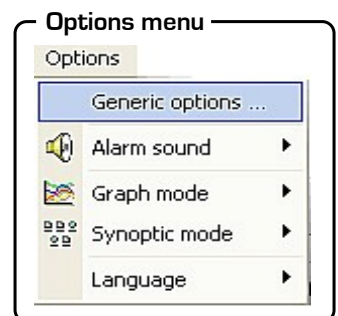 Options menu
Options
Generic options ...
Alarm sound
Graph mode
Synoptic mode
Language